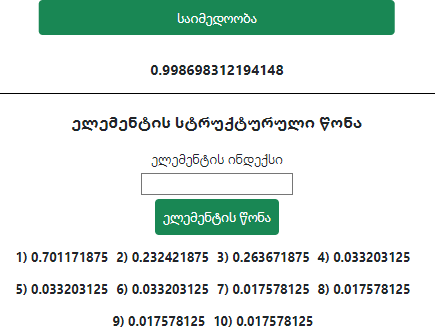 საიმედოობა
0.998698312194148
ელემენტის სტრუქტურული წონა
ელემენტის ინდექსი
ელემენტის წონა
1) 0.701171875 2) 0.232421875 3) 0.263671875 4) 0.033203125
5) 0.033203125 6) 0.033203125 7) 0.017578125 8) 0.017578125
9) 0.017578125 10) 0.017578125